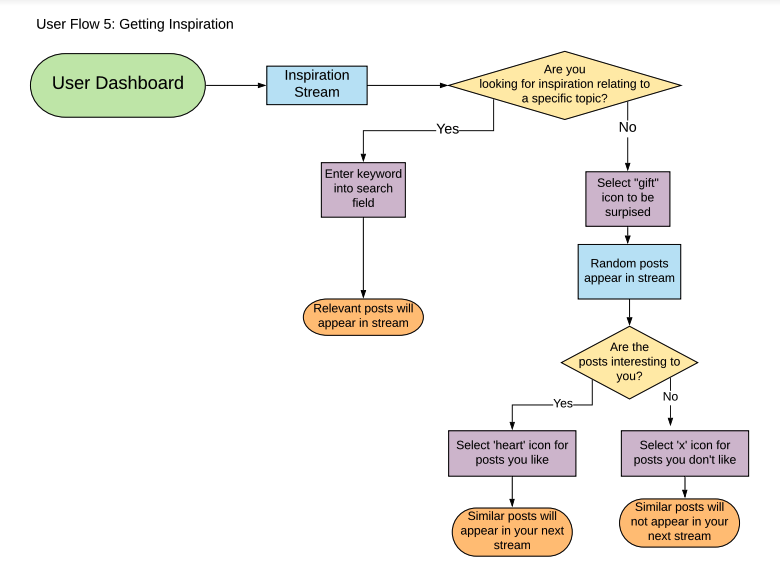 User Flow 5: Getting Inspiration
User Dashboard
Inspiration
Stream
Are you
looking for inspiration relating to
a specific topic?
Yes
No
Enter keyword
into search
field
Select "gift"
icon to be
surpised
Random posts
appear in stream
Relevant posts will
appear in stream
Are the
posts interesting to
you?
Yes
No
Select 'heart' icon for
posts you like
Select 'x' icon for
posts you don't like
Similar posts will
appear in your next
stream
Similar posts will
not appear in your
next stream